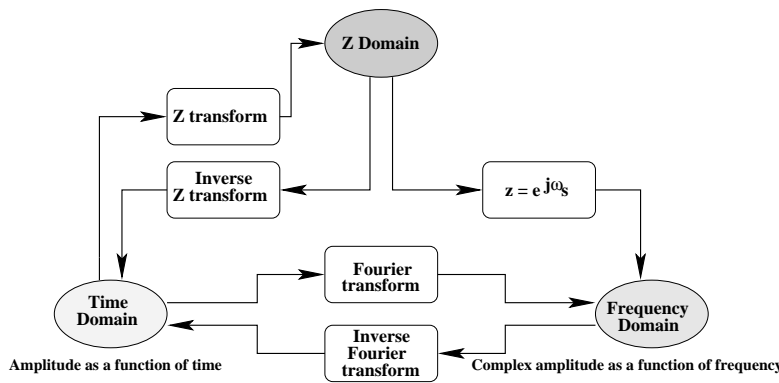 Z Domain
Z transform
Inverse
Z transform
z = e jωs
Fourier
transform
Time
Domain
Frequency
Domain
Inverse
Fourier
transform
Amplitude as a function of time
Complex amplitude as a function of frequency